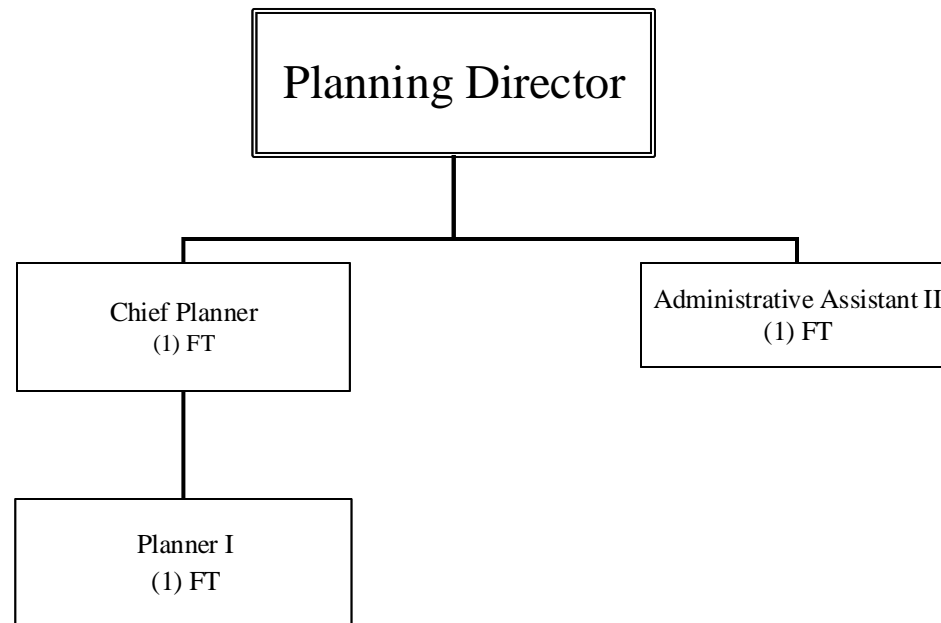 Planning Director
Chief Planner
(1) FT
Administrative Assistant II
(1) FT
Planner I
(1) FT